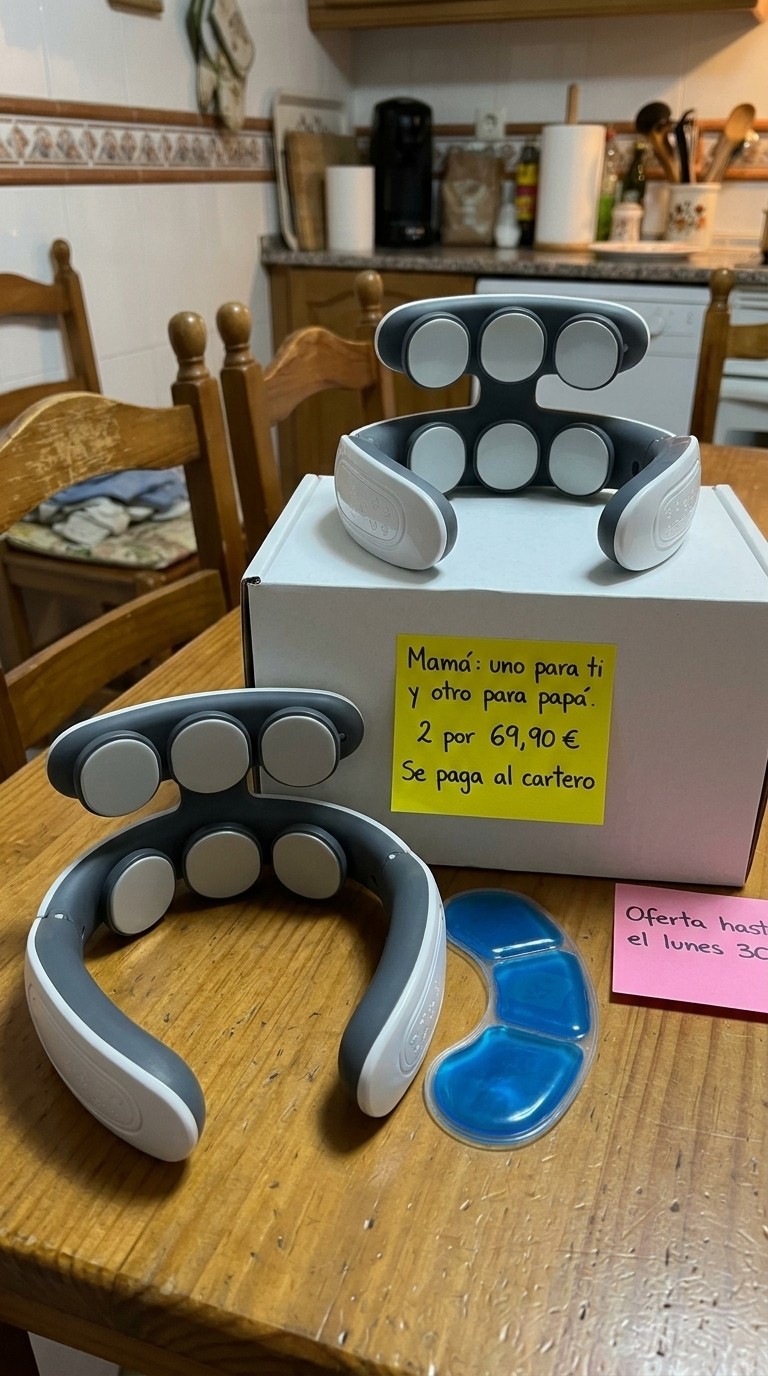 Mamá: uno para ti
y otro para papá.
2 por 69,90 €
Se paga al cartero
Oferta
el lunes 30